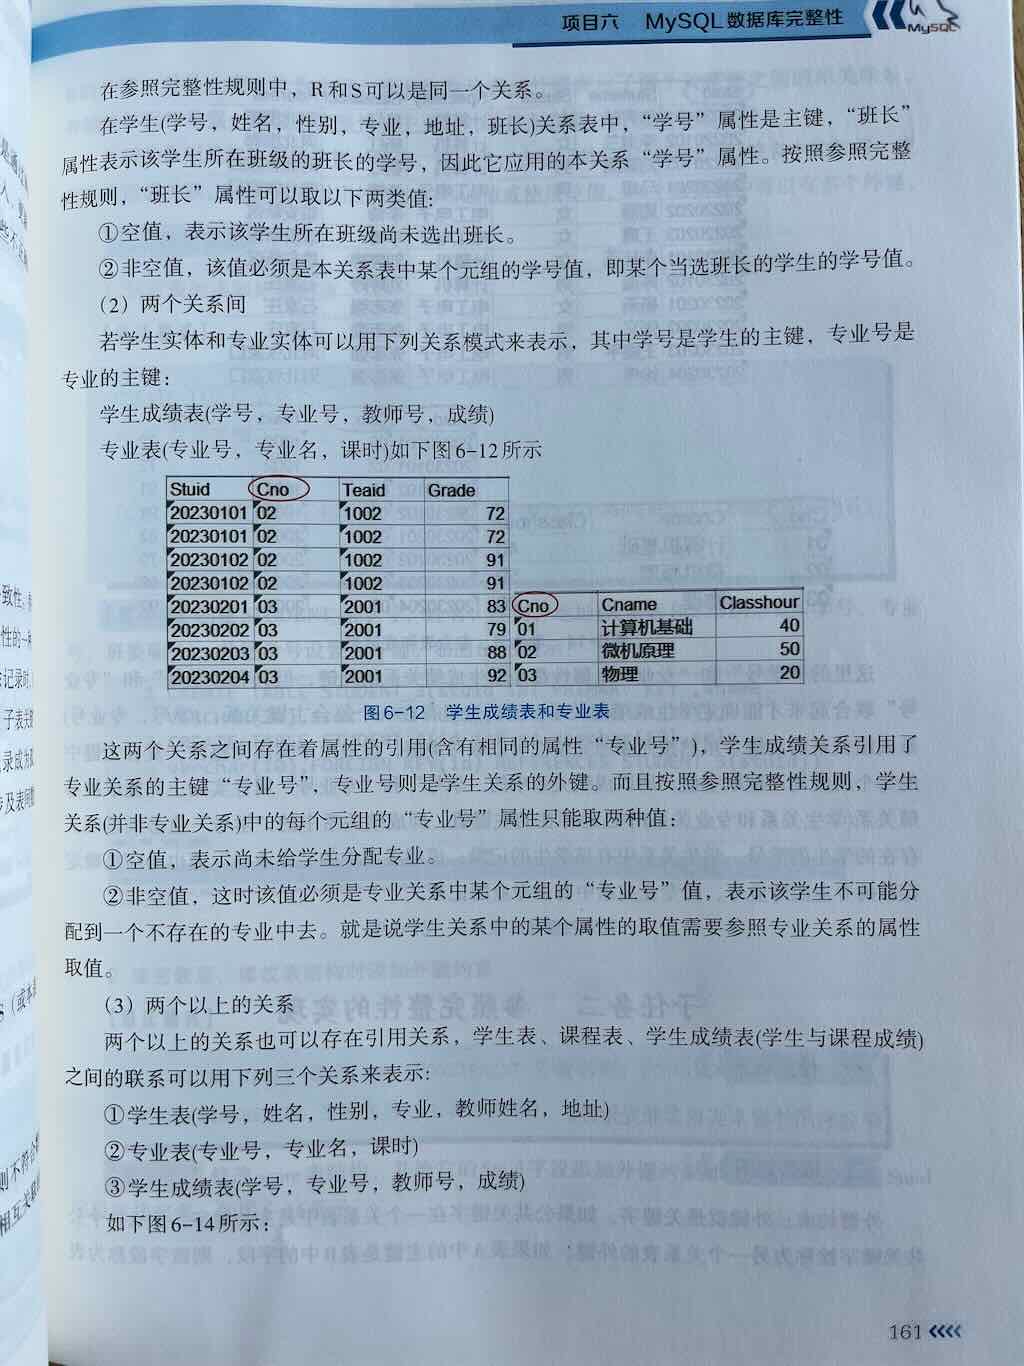 项目六 MySQL数据库完整性
MySQL
在参照完整性规则中，R和S可以是同一个关系。
在学生(学号，姓名，性别，专业，地址，班长)关系表中，“学号”属性是主键，“班长”
属性表示该学生所在班级的班长的学号，因此它应用的本关系“学号”属性。按照参照完整
性规则，“班长”属性可以取以下两类值：
①空值，表示该学生所在班级尚未选出班长。
②非空值，该值必须是本关系表中某个元组的学号值，即某个当选班长的学生的学号值。
（2）两个关系间
若学生实体和专业实体可以用下列关系模式来表示，其中学号是学生的主键，专业号是
专业的主键：
学生成绩表(学号，专业号，教师号，成绩)
专业表(专业号，专业名，课时)如下图6-12所示
Stuid Cno Teaid Grade
20230101 02 1002 72
20230101 02 1002 72
20230102 02 1002 91
20230102 02 1002 91
20230201 03 2001 83
20230202 03 2001 79
20230203 03 2001 88
20230204 03 2001 92
Cno Cname Classhour
01 计算机基础 40
02 微机原理 50
03 物理 20
图6-12 学生成绩表和专业表
这两个关系之间存在着属性的引用(含有相同的属性“专业号”)，学生成绩关系引用了
专业关系的主键“专业号”，专业号则是学生关系的外键。而且按照参照完整性规则，学生
关系(并非专业关系)中的每个元组的“专业号”属性只能取两种值：
①空值，表示尚未给学生分配专业。
②非空值，这时该值必须是专业关系中某个元组的“专业号”值，表示该学生不可能分
配到一个不存在的专业中去。就是说学生关系中的某个属性的取值需要参照专业关系的属性
取值。
（3）两个以上的关系
两个以上的关系也可以存在引用关系，学生表、课程表、学生成绩表(学生与课程成绩)
之间的联系可以用下列三个关系来表示：
①学生表(学号，姓名，性别，专业，教师姓名，地址)
②专业表(专业号，专业名，课时)
③学生成绩表(学号，专业号，教师号，成绩)
如下图6-14所示：
161